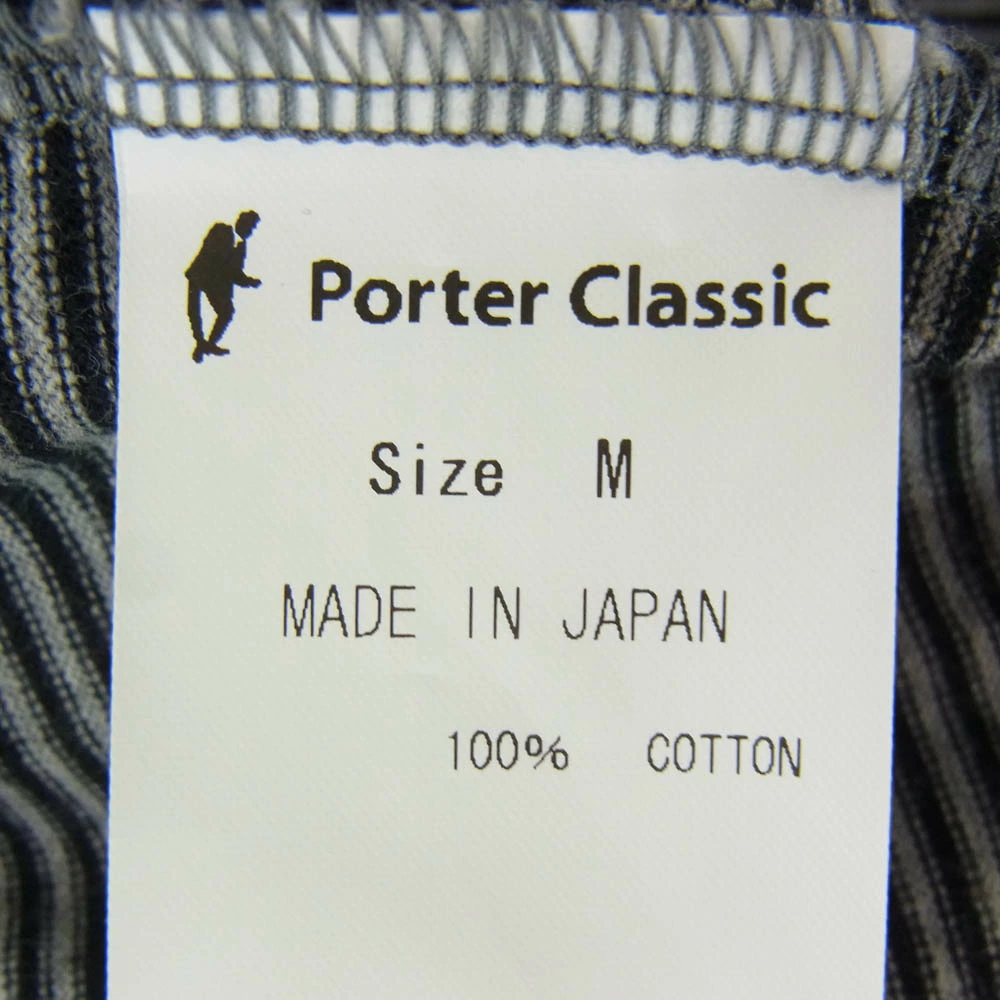 Porter Classic
Size M
MADE IN JAPAN
100% COTTON